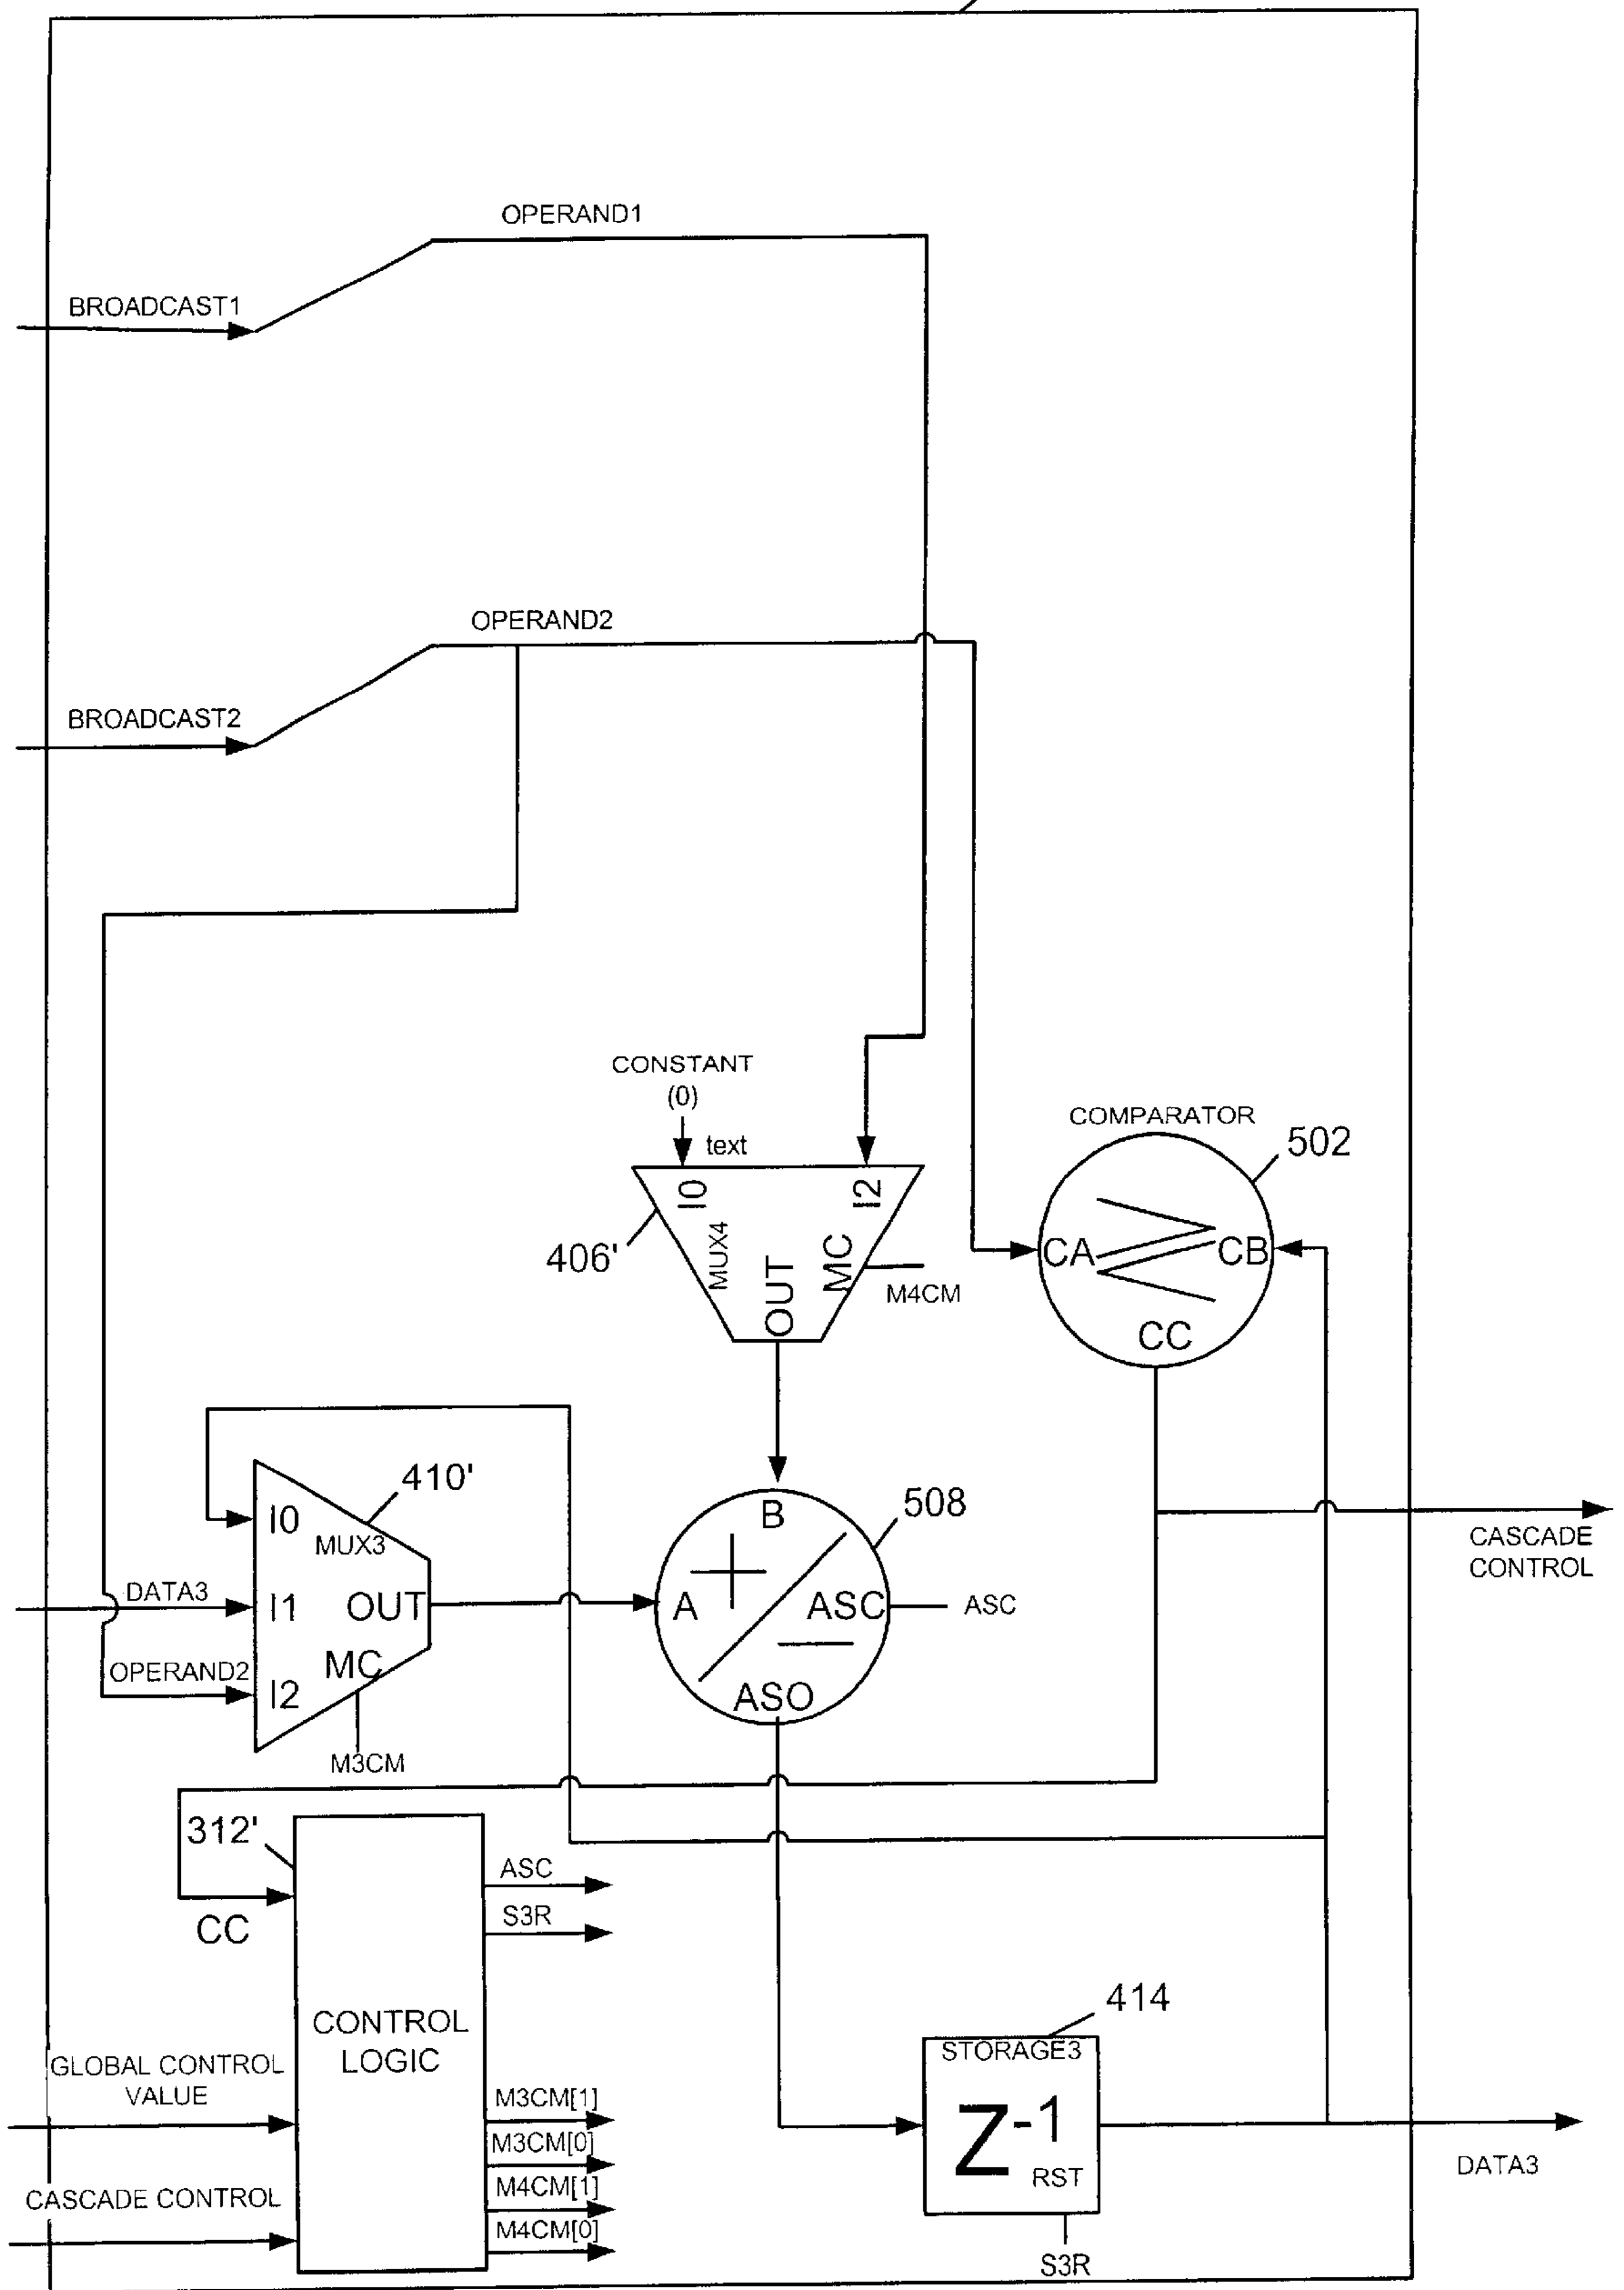 OPERAND1
BROADCAST1
OPERAND2
BROADCAST2
CONSTANT
(0)
text
COMPARATOR
502
I0
I2
MUX4
OUT
MC
406'
M4CM
CA
CB
CC
410'
I0
MUX3
DATA3
I1
OUT
MC
OPERAND2
I2
M3CM
B
508
A
ASC
ASC
ASO
CASCADE
CONTROL
312'
CC
ASC
S3R
CONTROL
LOGIC
GLOBAL CONTROL
VALUE
M3CM[1]
M3CM[0]
M4CM[1]
M4CM[0]
CASCADE CONTROL
414
STORAGE3
Z-1
RST
S3R
DATA3